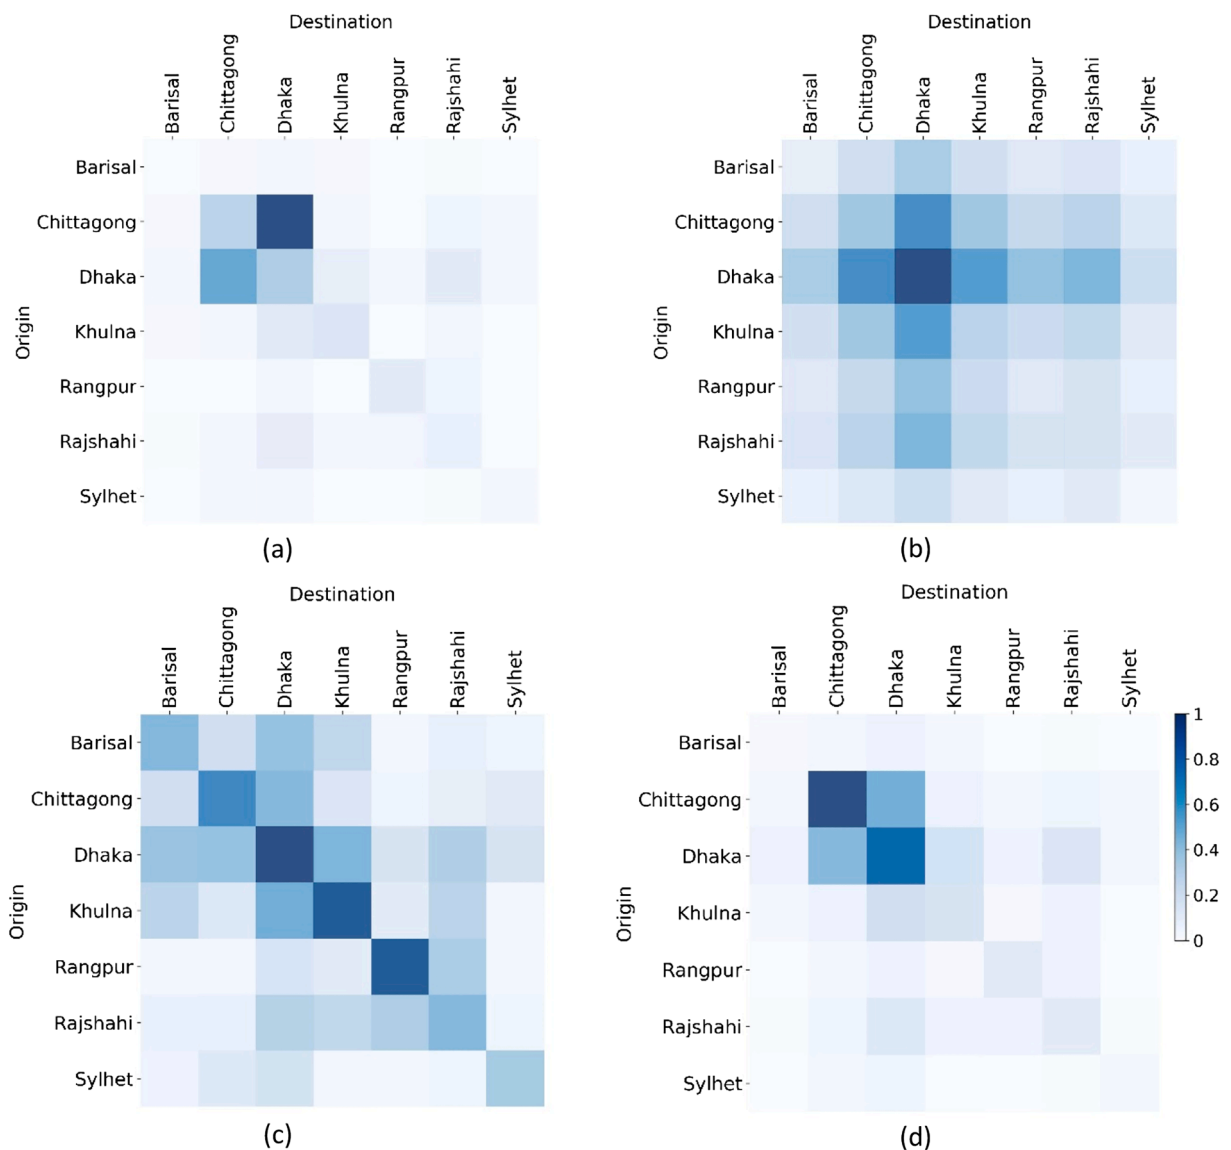 Destination
Barisal
Chittagong
Dhaka
Khulna
Rangpur
Rajshahi
Sylhet
Origin
Barisal
Chittagong
Dhaka
Khulna
Rangpur
Rajshahi
Sylhet
(a)
Destination
Barisal
Chittagong
Dhaka
Khulna
Rangpur
Rajshahi
Sylhet
Origin
Barisal
Chittagong
Dhaka
Khulna
Rangpur
Rajshahi
Sylhet
(b)
Destination
Barisal
Chittagong
Dhaka
Khulna
Rangpur
Rajshahi
Sylhet
Origin
Barisal
Chittagong
Dhaka
Khulna
Rangpur
Rajshahi
Sylhet
(c)
Destination
Barisal
Chittagong
Dhaka
Khulna
Rangpur
Rajshahi
Sylhet
Origin
Barisal
Chittagong
Dhaka
Khulna
Rangpur
Rajshahi
Sylhet
1
0.8
0.6
0.4
0.2
0
(d)